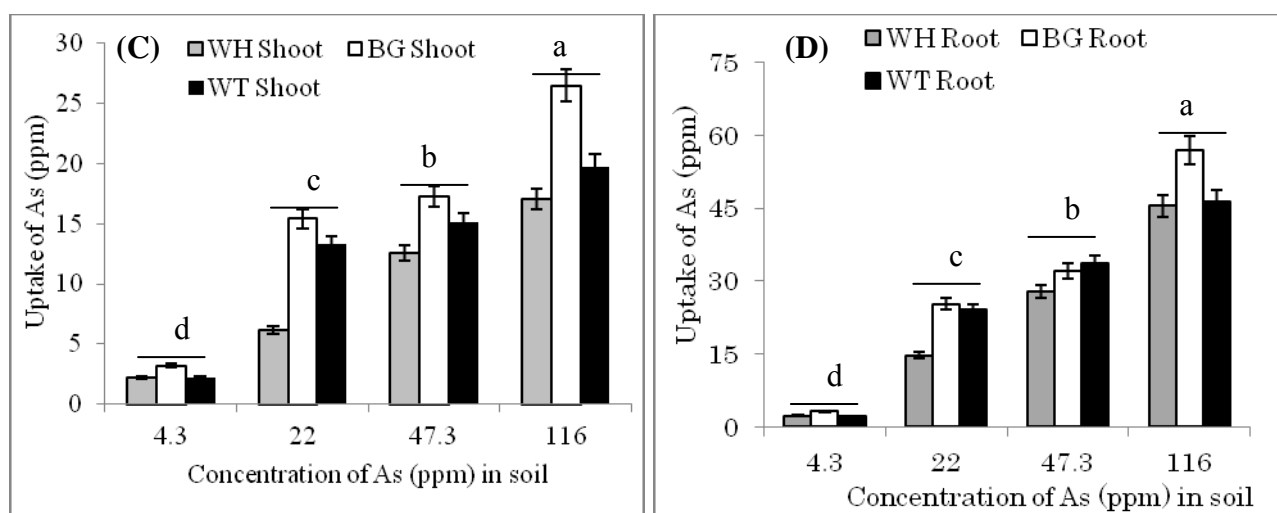 (C)
WH Shoot
BG Shoot
WT Shoot
Uptake of As (ppm)
30
25
20
15
10
5
0
d
c
b
a
4.3
22
47.3
116
Concentration of As (ppm) in soil
(D)
WH Root
BG Root
WT Root
Uptake of As (ppm)
75
60
45
30
15
0
d
c
b
a
4.3
22
47.3
116
Concentration of As (ppm) in soil